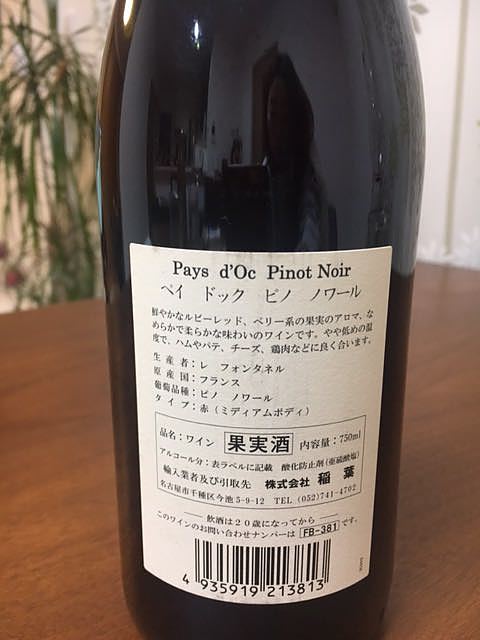 Pays d'Oc Pinot Noir
ペイ ドック ピノ ノワール
鮮やかなルビーレッド、ベリー系の果実のアロマ、な
めらかで柔らかな味わいのワインです。やや低めの温
度で、ハムやパテ、チーズ、鶏肉などに良く合います。
生産者：レ フォンタネル
原産国：フランス
葡萄品種：ピノ ノワール
タイプ：赤（ミディアムボディ）
品名：ワイン 果実酒 内容量：750ml
アルコール分：表ラベルに記載 酸化防止剤（亜硫酸塩）
輸入業者及び引取先 株式会社 稲葉
名古屋市千種区今池5-9-12 TEL (052)741-4702
飲酒は20歳になってから
このワインのお問い合わせナンバーは FB-381 です。
4 935919 213813